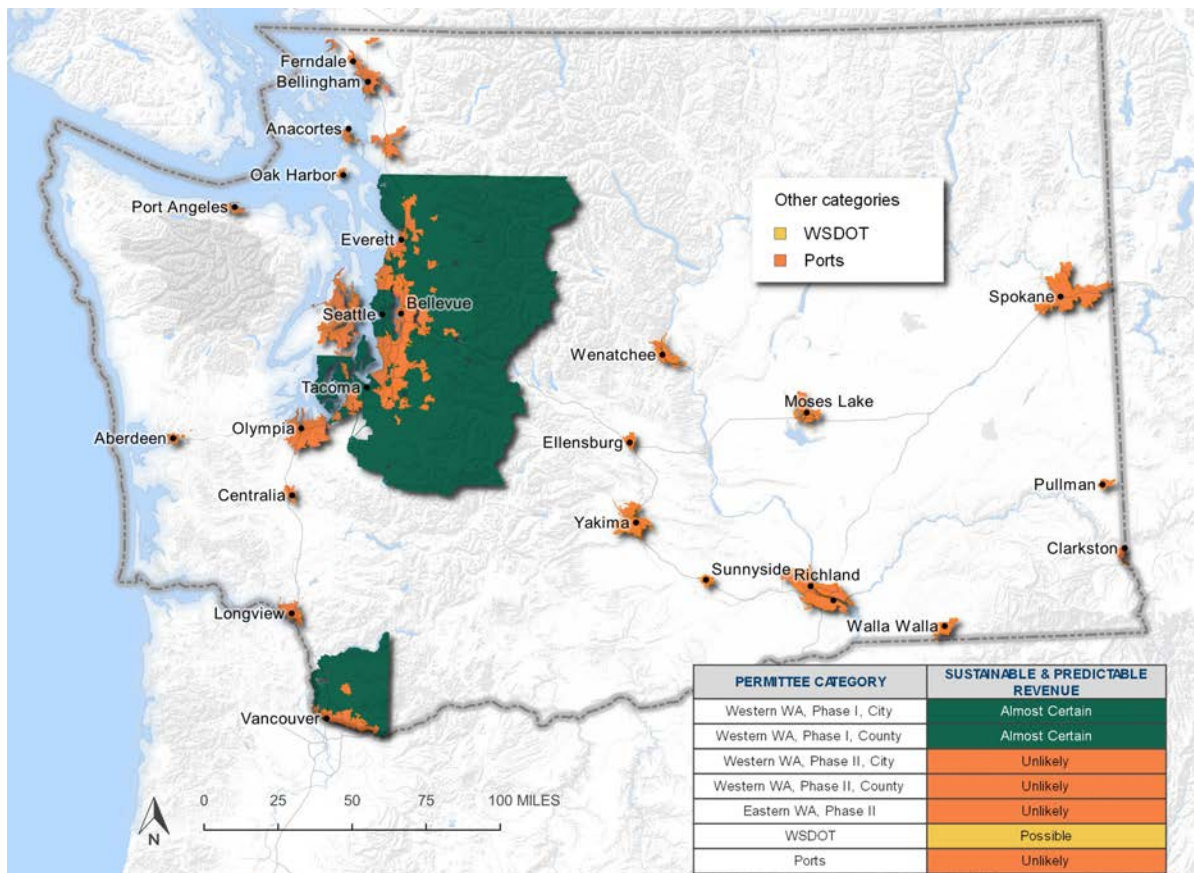 Ferndale
Bellingham
Anacortes
Oak Harbor
Port Angeles
Everett
Seattle
Bellevue
Tacoma
Olympia
Aberdeen
Centralia
Longview
Vancouver
Other categories
WSDOT
Ports
Spokane
Wenatchee
Moses Lake
Ellensburg
Pullman
Yakima
Clarkston
Sunnyside
Richland
Walla Walla
0 25 50 75 100 MILES
N
PERMITTEE CATEGORY SUSTAINABLE & PREDICTABLE
REVENUE
Western WA, Phase I, City Almost Certain
Western WA, Phase I, County Almost Certain
Western WA, Phase II, City Unlikely
Western WA, Phase II, County Unlikely
Eastern WA, Phase II Unlikely
WSDOT Possible
Ports Unlikely